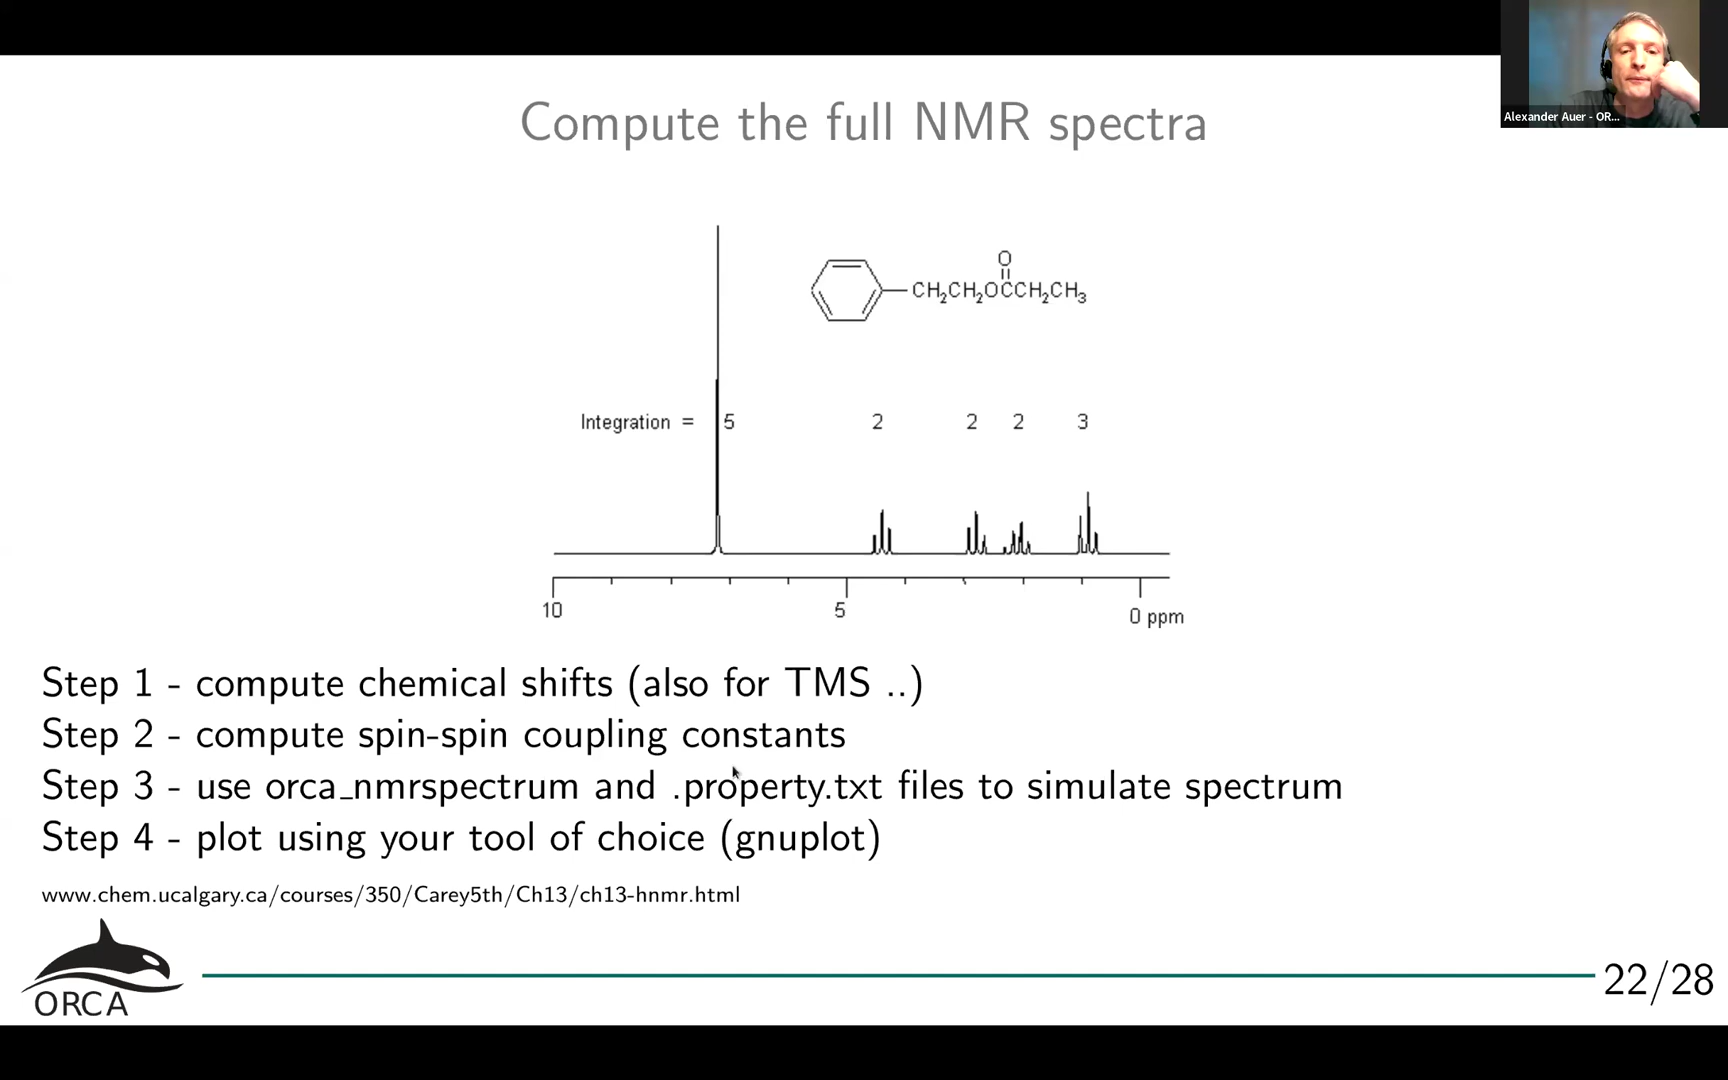 Alexander Auer - OR...
Compute the full NMR spectra
O
CH2CH2OCCH2CH3
Integration = 5 2 2 2 3
10 5 0 ppm
Step 1 - compute chemical shifts (also for TMS ..)
Step 2 - compute spin-spin coupling constants
Step 3 - use orca_nmrspectrum and .property.txt files to simulate spectrum
Step 4 - plot using your tool of choice (gnuplot)
www.chem.ucalgary.ca/courses/350/Carey5th/Ch13/ch13-hnmr.html
ORCA
22/28